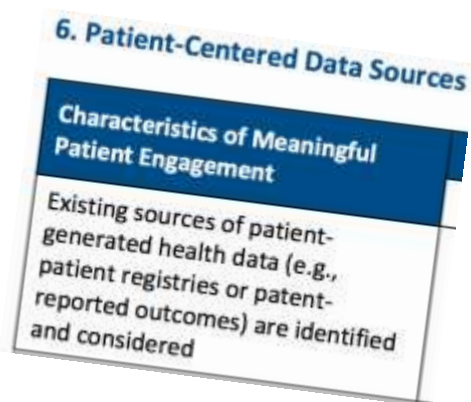 6. Patient-Centered Data Sources
Characteristics of Meaningful
Patient Engagement
Existing sources of patient-
generated health data (e.g.,
patient registries or patent-
reported outcomes) are identified
and considered